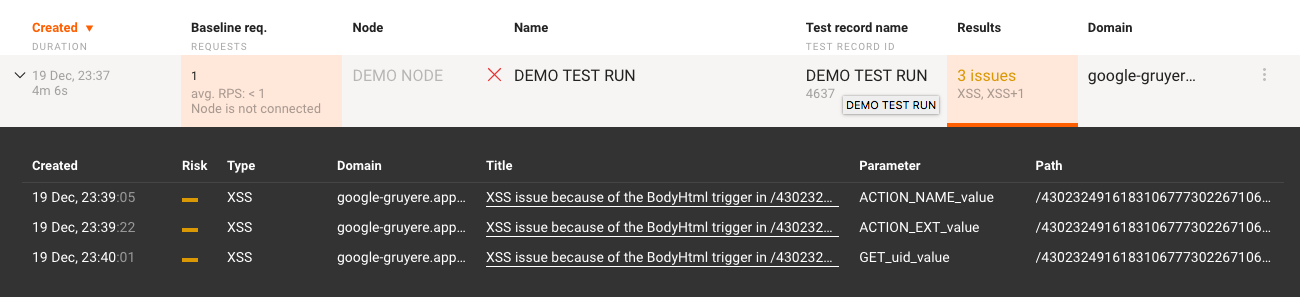 Created ▼ Baseline req. Node Name Test record name Results Domain
DURATION REQUESTS TEST RECORD ID
19 Dec, 23:37 1 DEMO NODE DEMO TEST RUN DEMO TEST RUN 3 issues google-gruyer...
4m 6s avg. RPS: < 1 4637 XSS, XSS+1
Node is not connected DEMO TEST RUN
Created Risk Type Domain Title Parameter Path
19 Dec, 23:39:05 XSS google-gruyere.app... XSS issue because of the BodyHtml trigger in /430232... ACTION_NAME_value /4302324916183106777302267106...
19 Dec, 23:39:22 XSS google-gruyere.app... XSS issue because of the BodyHtml trigger in /430232... ACTION_EXT_value /4302324916183106777302267106...
19 Dec, 23:40:01 XSS google-gruyere.app... XSS issue because of the BodyHtml trigger in /430232... GET_uid_value /4302324916183106777302267106...